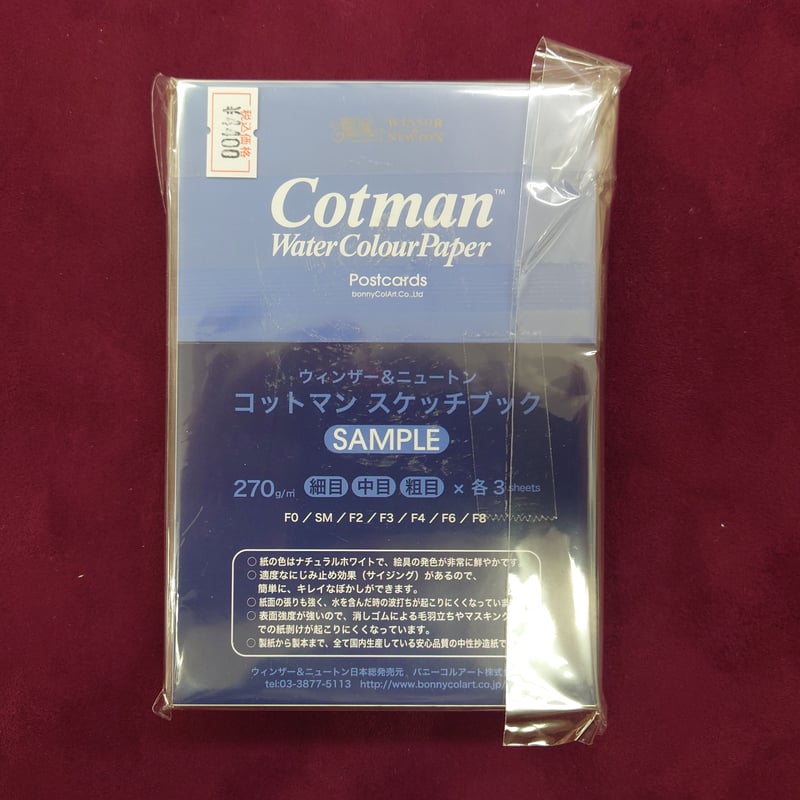 税込価格
WINSOR
NEWTON
Cotman™
Water Colour Paper
Postcards
bonnyColArt.Co.,Ltd
ウィンザー＆ニュートン
コットマン スケッチブック
SAMPLE
270g/㎡ 細目 中目 粗目 × 各3sheets
F0／SM／F2／F3／F4／F6／F8
○ 紙の色はナチュラルホワイトで、絵具の発色が非常に鮮やかです。
○ 適度なにじみ止め効果（サイジング）があるので、
簡単に、キレイなぼかしができます。
○ 紙面の張りも強く、水を含んだ時の波打ちが起こりにくくなっていま
○ 表面強度が強いので、消しゴムによる毛羽立ちやマスキング
での紙剥けが起こりにくくなっています。
○ 製紙から製本まで、全て国内生産している安心品質の中性抄造紙で
ウィンザー＆ニュートン日本総発売元 バニーコルアート株式
tel:03-3877-5113 http://www.bonnycolart.co.jp/